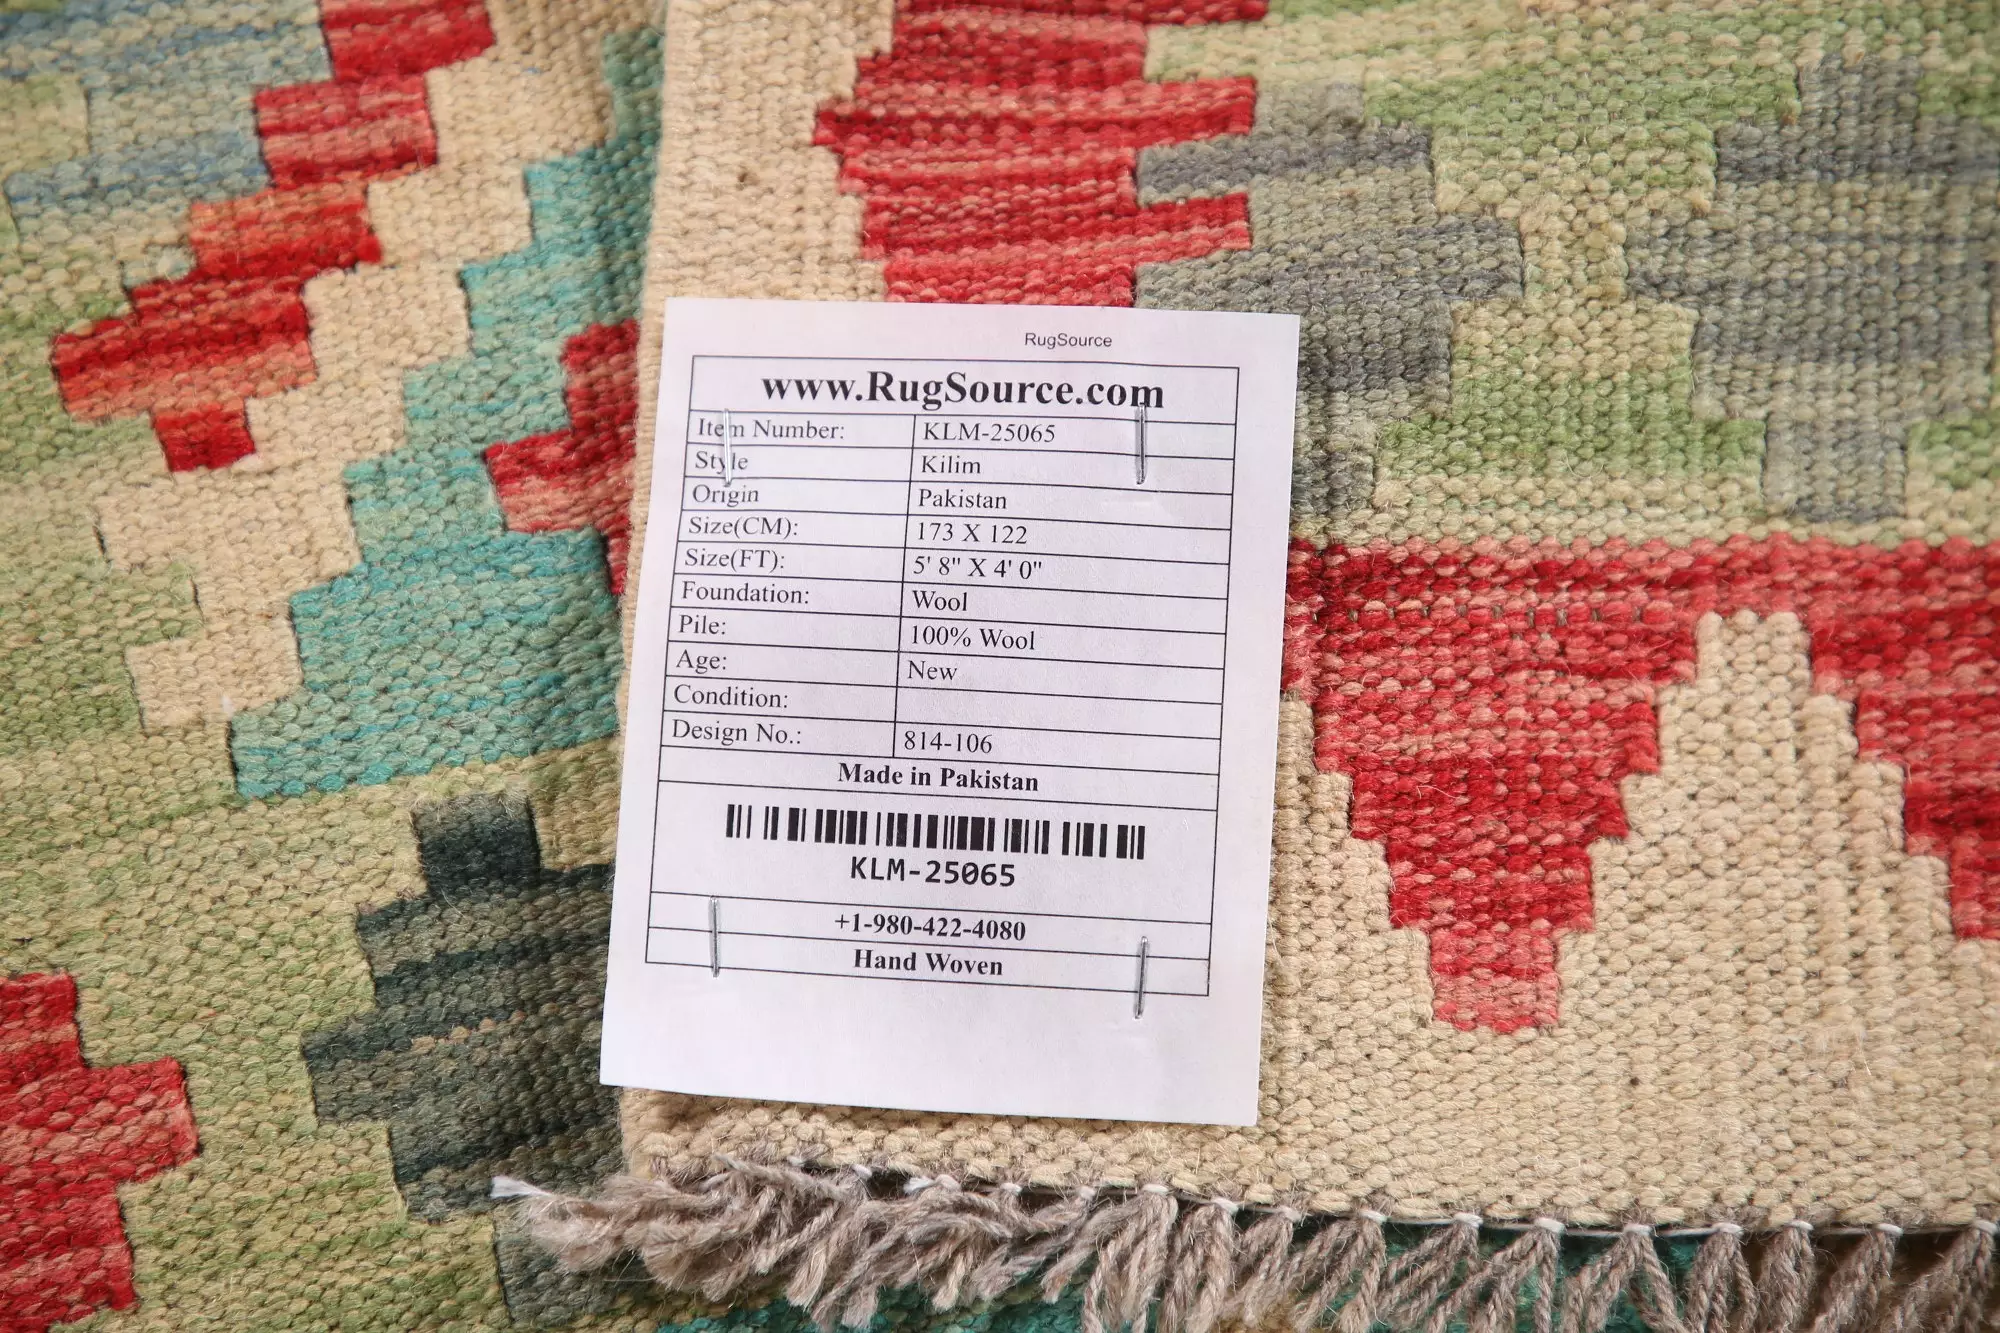 RugSource
www.RugSource.com
Item Number: KLM-25065
Style Kilim
Origin Pakistan
Size(CM): 173 X 122
Size(FT): 5' 8" X 4' 0"
Foundation: Wool
Pile: 100% Wool
Age: New
Condition:
Design No.: 814-106
Made in Pakistan
KLM-25065
+1-980-422-4080
Hand Woven